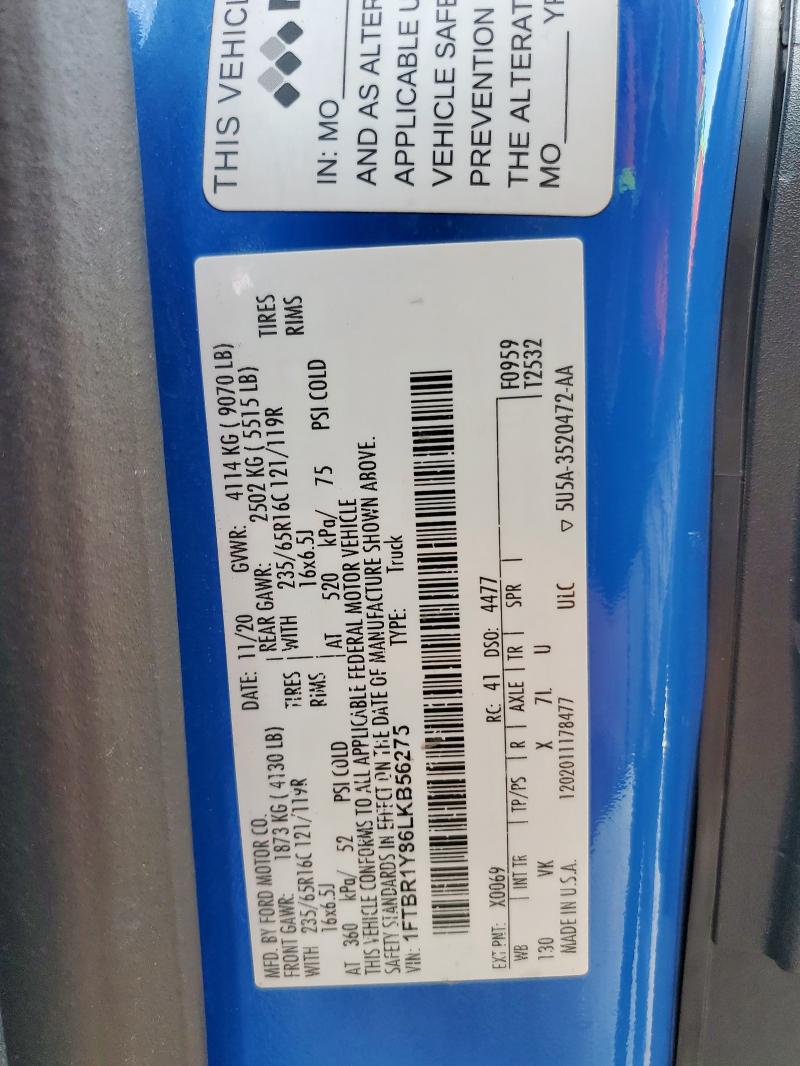 THIS VEHICL
IN: MO
AND AS ALTER
APPLICABLE U
VEHICLE SAFE
PREVENTION
THE ALTERAT
MO YR
MFD. BY FORD MOTOR CO. DATE: 11/20 GVWR: 4114 KG ( 9070 LB)
FRONT GAWR: 1873 KG ( 4130 LB) REAR GAWR: 2502 KG ( 5515 LB)
WITH 235/65R16C 121/119R TIRES WITH 235/65R16C 121/119R TIRES
16x6.5J RIMS 16x6.5J RIMS
AT 360 kPa/ 52 PSI COLD AT 520 kPa/ 75 PSI COLD
THIS VEHICLE CONFORMS TO ALL APPLICABLE FEDERAL MOTOR VEHICLE
SAFETY STANDARDS IN EFFECT ON THE DATE OF MANUFACTURE SHOWN ABOVE.
VIN: 1FTBR1Y86LKB56275 TYPE: Truck
EXT PNT: X0069 RC: 41 DSO: 4477 F0959
WB INT TR TP/PS R AXLE TR SPR T2532
130 VK X 7L U
MADE IN U.S.A. 1202011178477 ULC ▽ 5U5A-3520472-AA